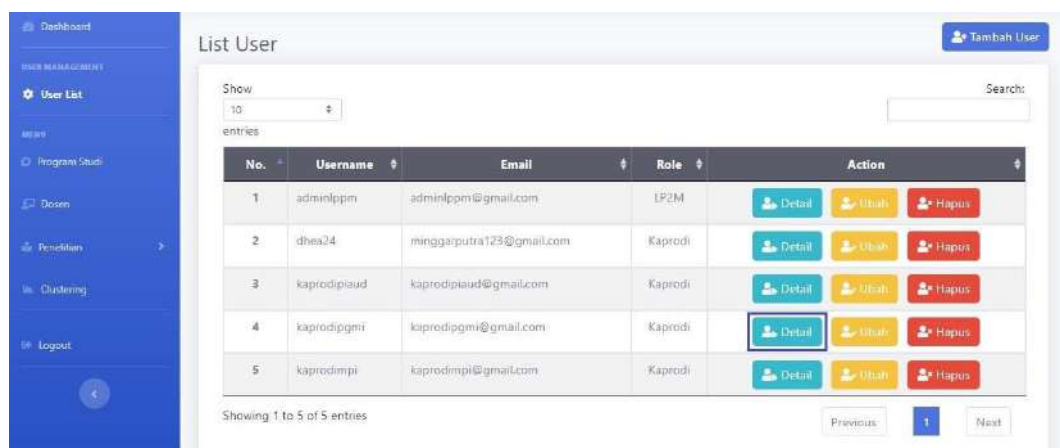 Dashboard
USER MANAGEMENT
User List
MENU
Program Studi
Dosen
Penelitian
Clustering
Logout
List User
Tambah User
Show
10
entries
Search:
No. Username Email Role Action
1 adminlppm adminlppm@gmail.com LP2M Detail Ubah Hapus
2 dhea24 minggarputra123@gmail.com Kaprodi Detail Ubah Hapus
3 kaprodipiaud kaprodipiaud@gmail.com Kaprodi Detail Ubah Hapus
4 kaprodipgmi kaprodipgmi@gmail.com Kaprodi Detail Ubah Hapus
5 kaprodimpi kaprodimpi@gmail.com Kaprodi Detail Ubah Hapus
Showing 1 to 5 of 5 entries
Previous 1 Next